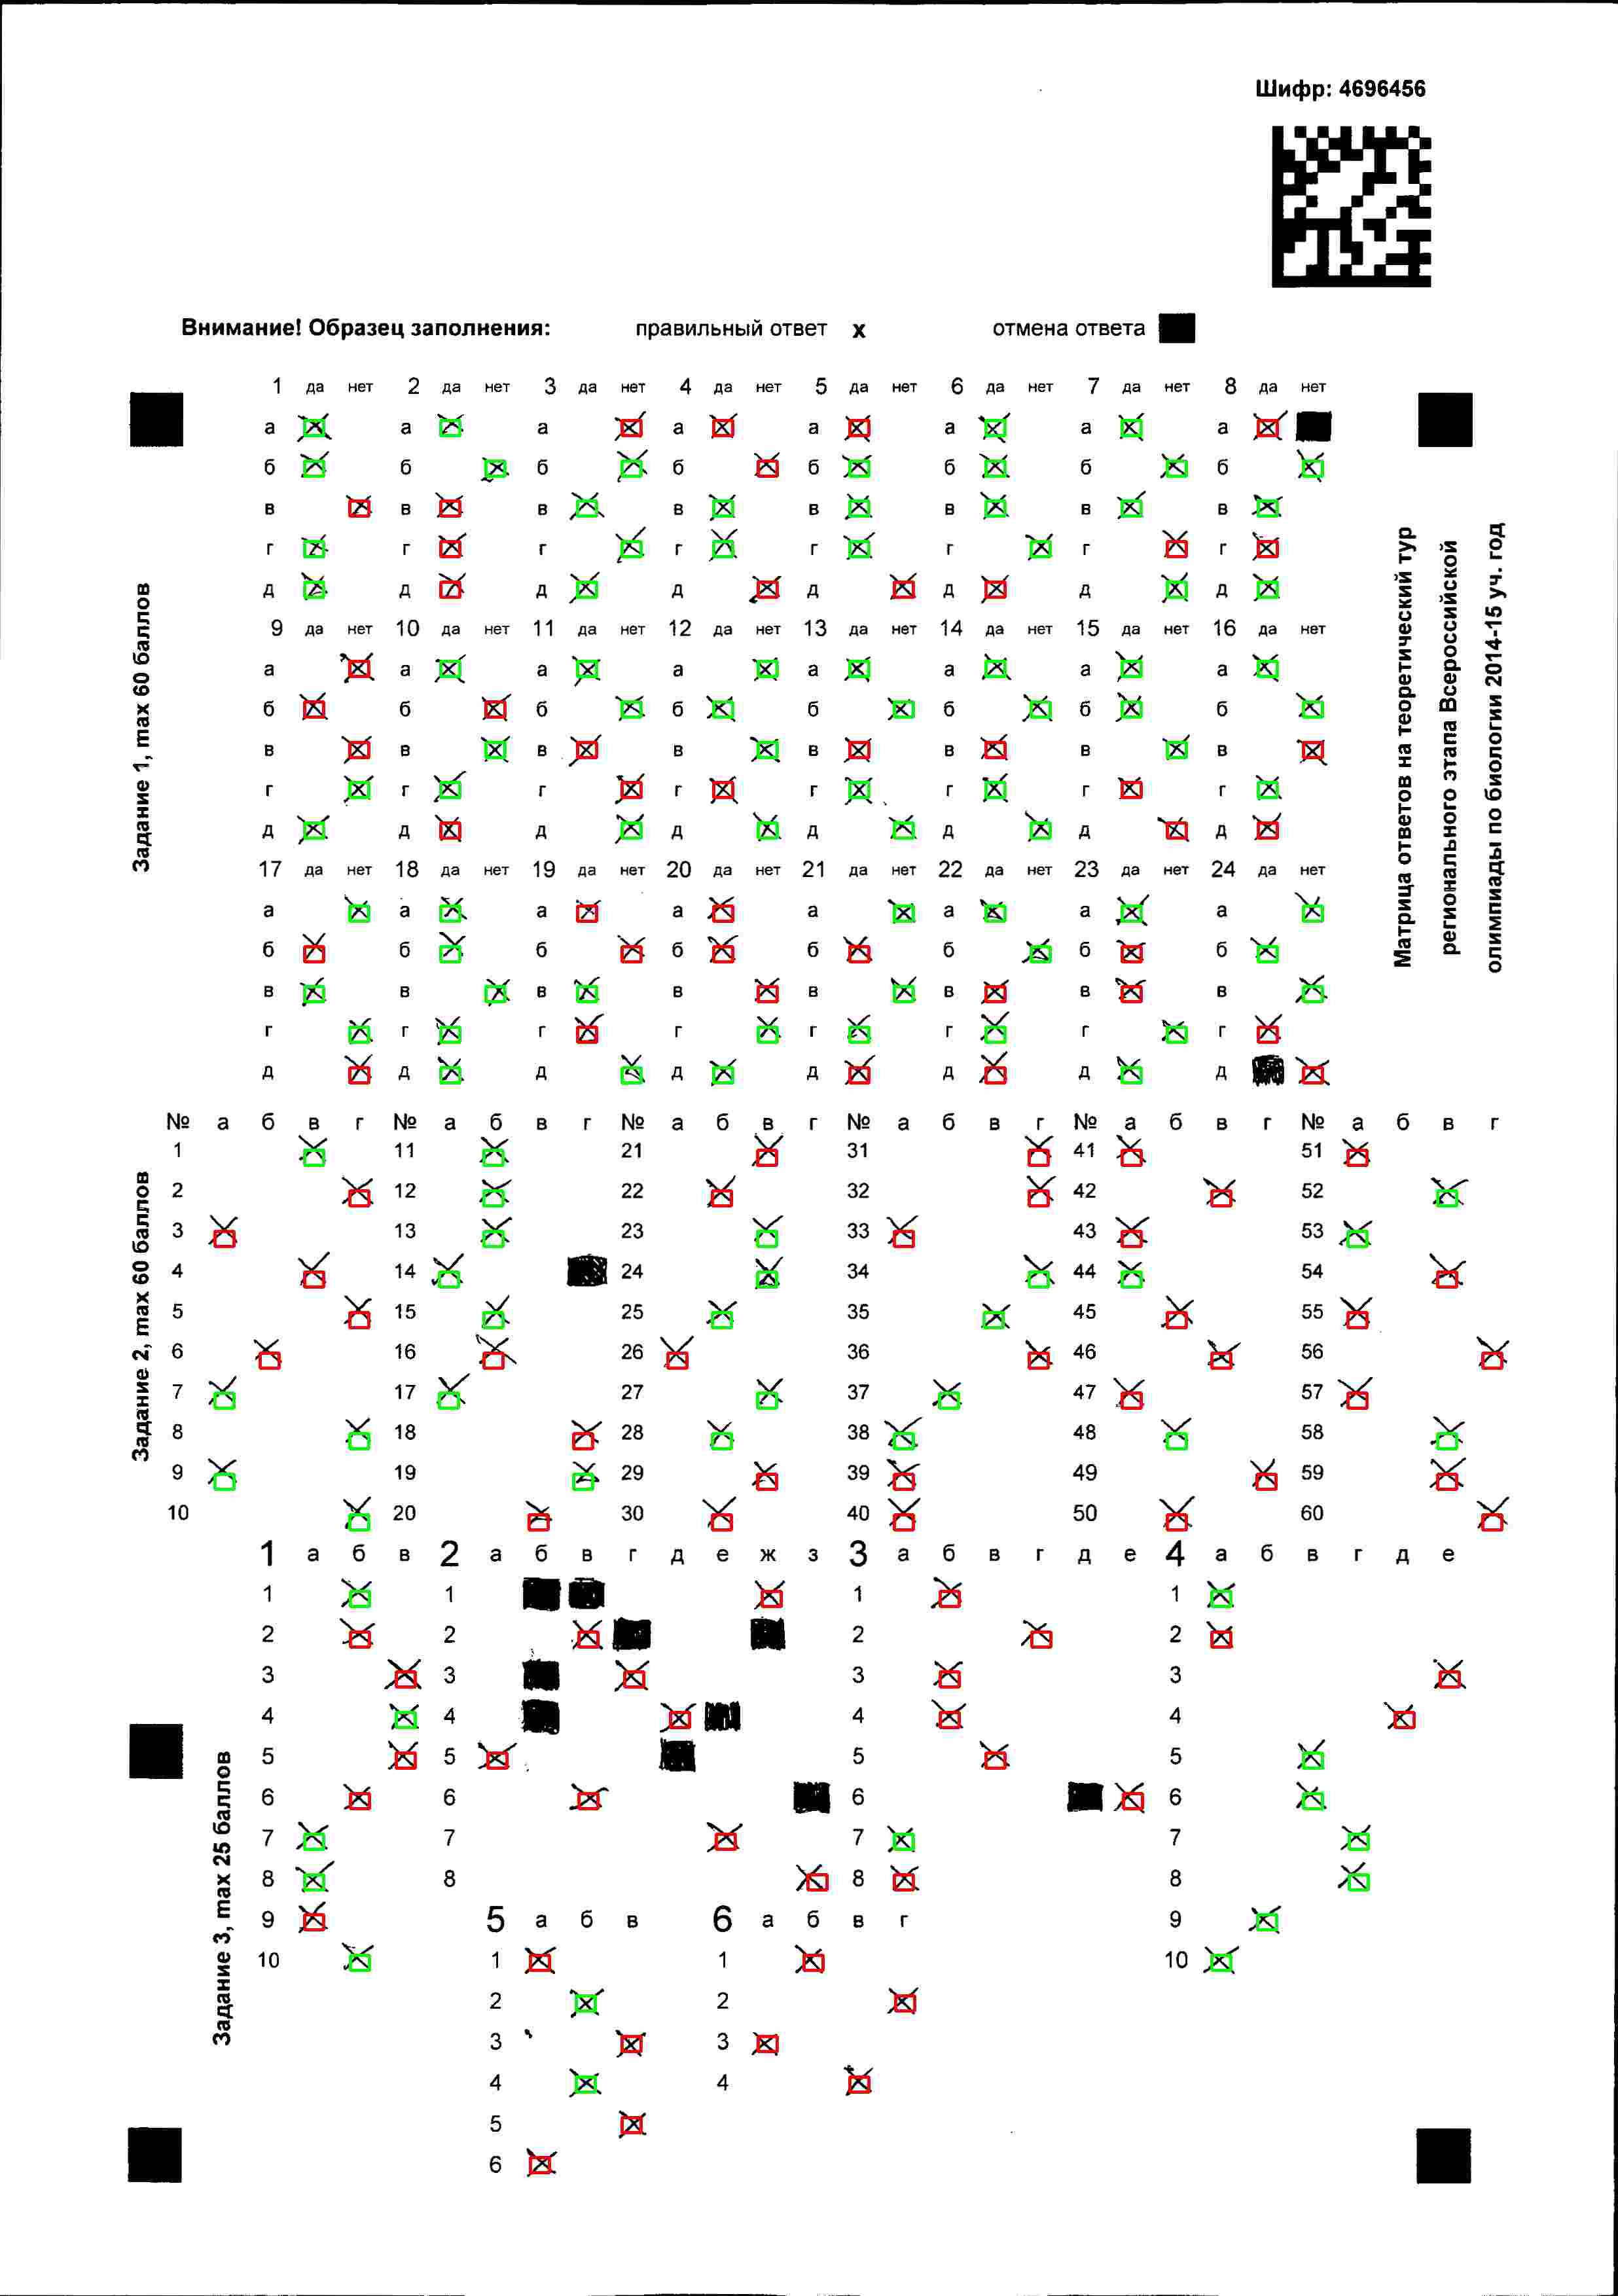 Шифр: 4696456
Внимание! Образец заполнения: правильный ответ x отмена ответа
1 да нет 2 да нет 3 да нет 4 да нет 5 да нет 6 да нет 7 да нет 8 да нет
а а а а а а а а
б б б б б б б б
в в в в в в в в
г г г г г г г г
д д д д д д д д
9 да нет 10 да нет 11 да нет 12 да нет 13 да нет 14 да нет 15 да нет 16 да нет
а а а а а а а а
б б б б б б б б
в в в в в в в в
г г г г г г г г
д д д д д д д д
17 да нет 18 да нет 19 да нет 20 да нет 21 да нет 22 да нет 23 да нет 24 да нет
а а а а а а а а
б б б б б б б б
в в в в в в в в
г г г г г г г г
д д д д д д д д
Задание 1, max 60 баллов
Матрица ответов на теоретический тур
регионального этапа Всероссийской
олимпиады по биологии 2014-15 уч. год
№ а б в г № а б в г № а б в г № а б в г № а б в г № а б в г
1 11 21 31 41 51
2 12 22 32 42 52
3 13 23 33 43 53
4 14 24 34 44 54
5 15 25 35 45 55
6 16 26 36 46 56
7 17 27 37 47 57
8 18 28 38 48 58
9 19 29 39 49 59
10 20 30 40 50 60
Задание 2, max 60 баллов
1 а б в 2 а б в г д е ж з 3 а б в г д е 4 а б в г д е
1 1 1 1
2 2 2 2
3 3 3 3
4 4 4 4
5 5 5 5
6 6 6 6
7 7 7 7
8 8 8 8
9 5 а б в 6 а б в г 9
10 1 1 10
2 2
3 3
4 4
5
6
Задание 3, max 25 баллов